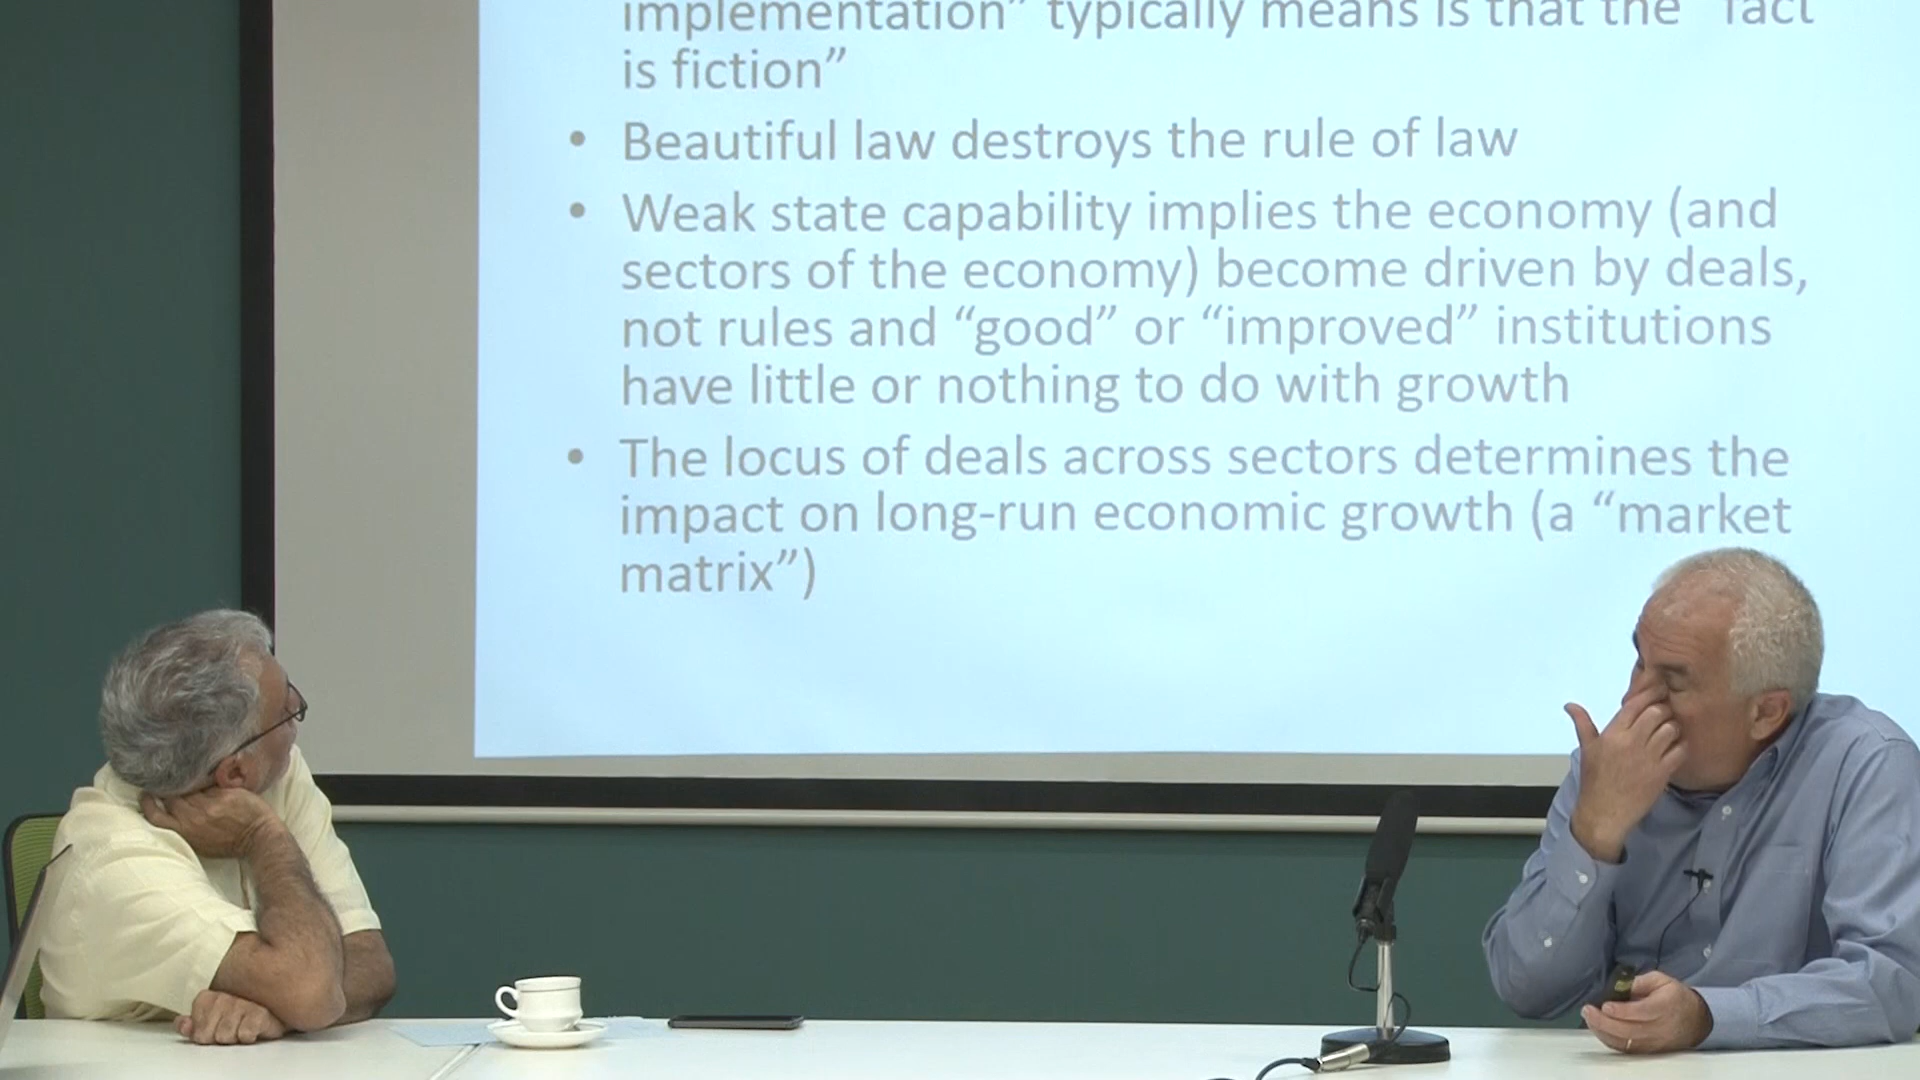 implementation” typically means is that the “fact
is fiction”
• Beautiful law destroys the rule of law
• Weak state capability implies the economy (and
sectors of the economy) become driven by deals,
not rules and “good” or “improved” institutions
have little or nothing to do with growth
• The locus of deals across sectors determines the
impact on long-run economic growth (a “market
matrix”)